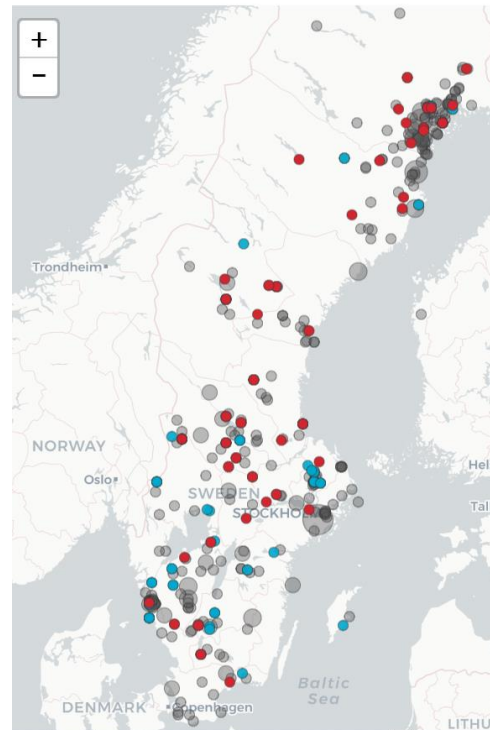 +
−
Trondheim
NORWAY
Oslo
Hel
SWEDEN
Tal
STOCKHOL
Baltic
Sea
DENMARK
Copenhagen
LITHU